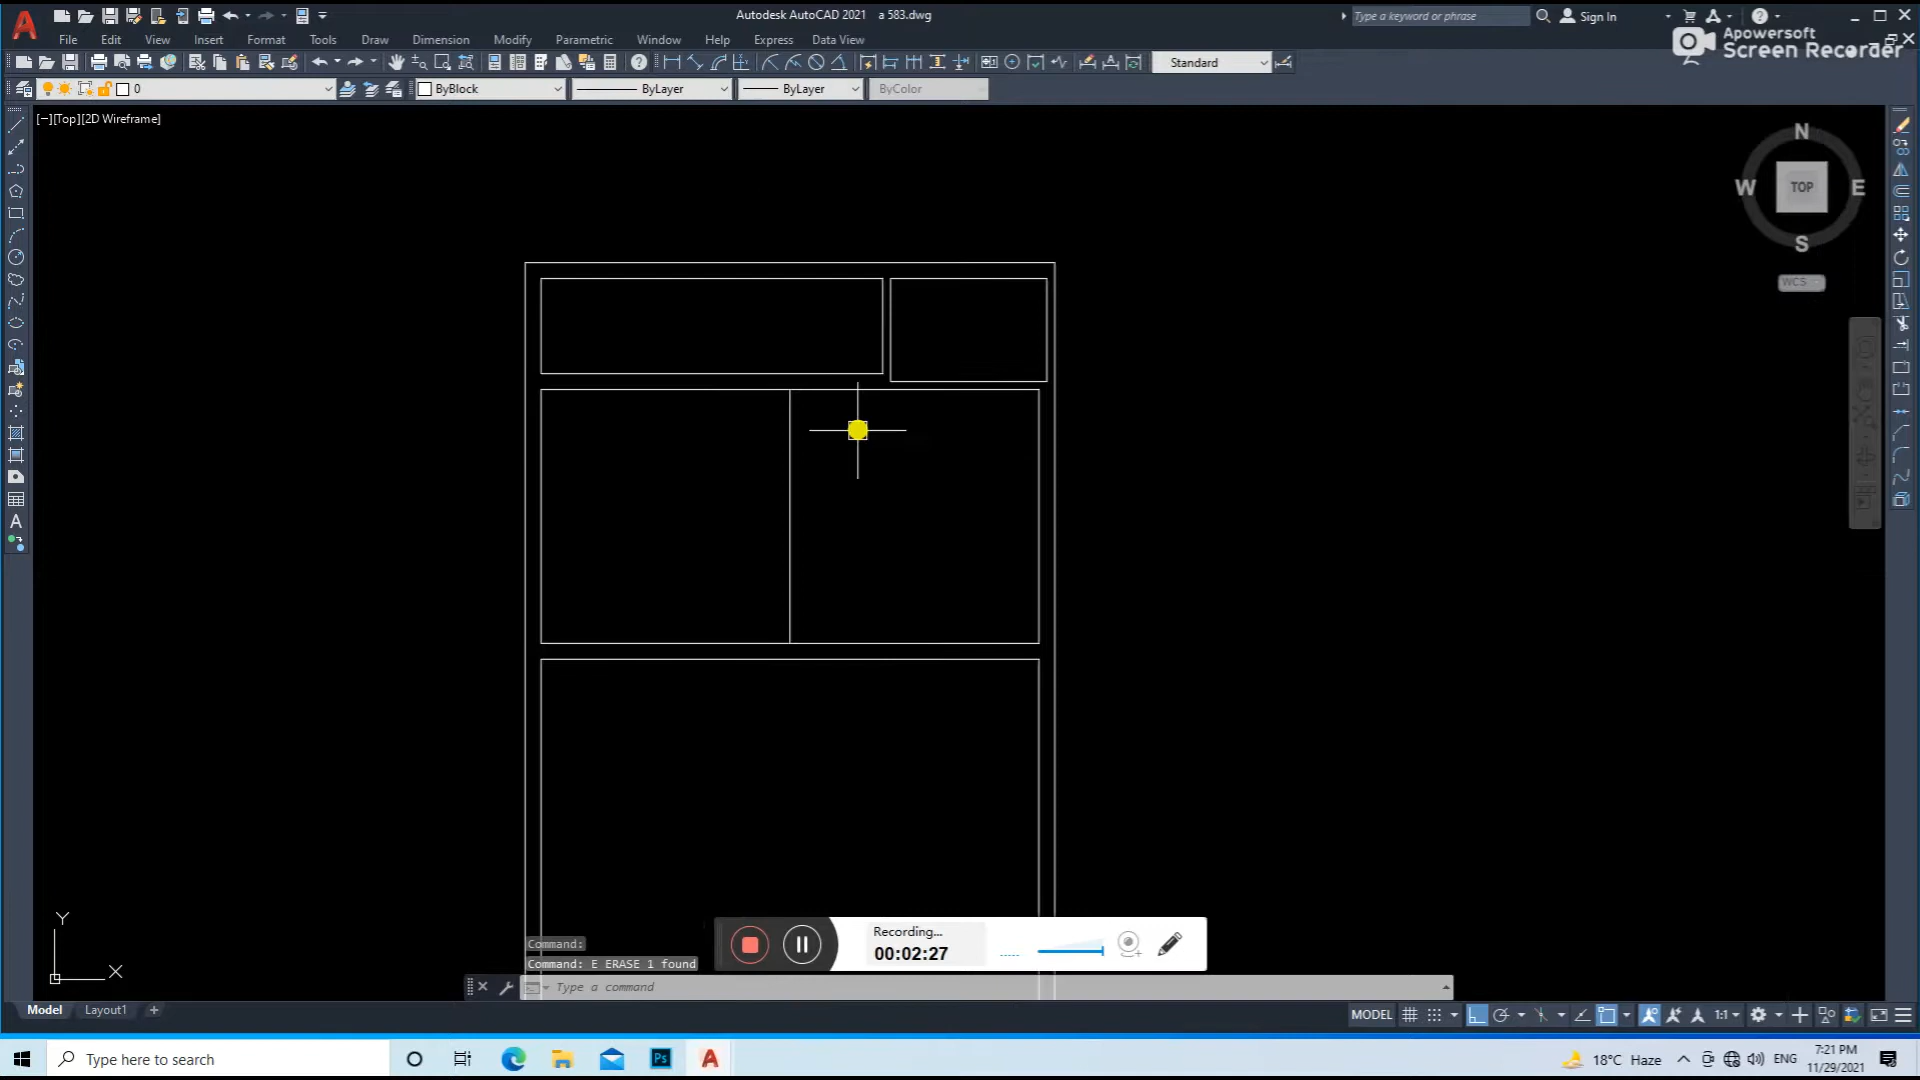 Autodesk AutoCAD 2021 a 583.dwg
Type a keyword or phrase
Sign In
File Edit View Insert Format Tools Draw Dimension Modify Parametric Window Help Express Data View
Apowersoft
Screen Recorder
Standard
0
ByBlock
ByLayer
ByLayer
ByColor
[−][Top][2D Wireframe]
N
W
TOP
E
S
WCS
Y
X
Command:
Command: E ERASE 1 found
Recording...
00:02:27
Type a command
Model
Layout1
MODEL
1:1
Type here to search
Ps
18°C Haze
ENG
7:21 PM
11/29/2021